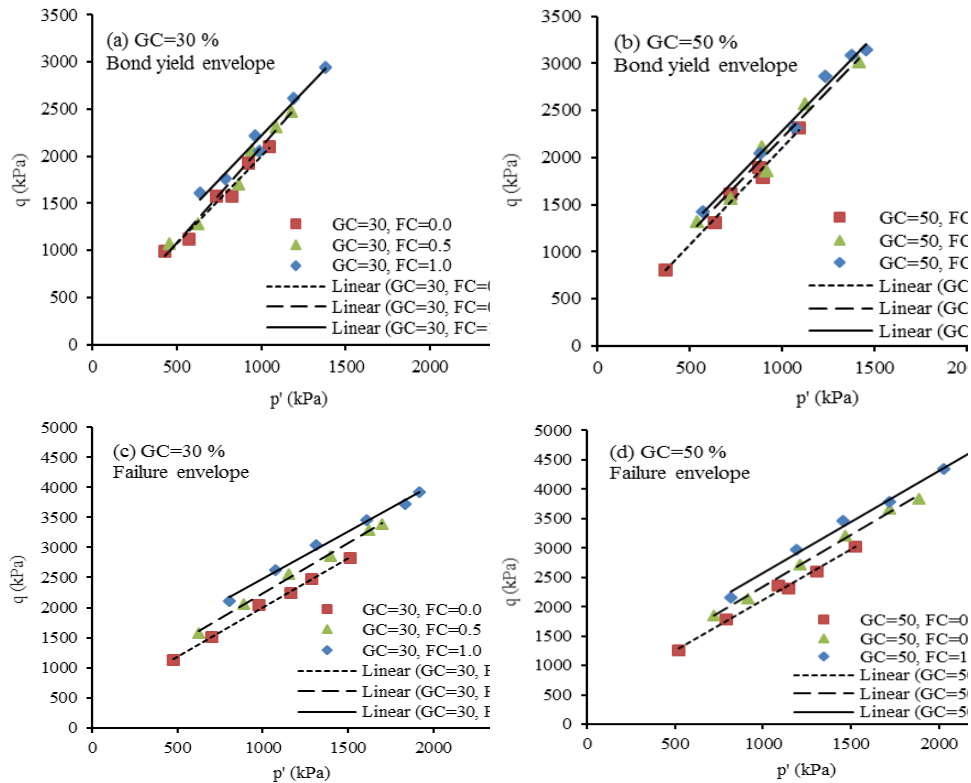 (a) GC=30 %
Bond yield envelope
3500
3000
2500
2000
1500
1000
500
0
q (kPa)
GC=30, FC=0.0
GC=30, FC=0.5
GC=30, FC=1.0
Linear (GC=30, FC=0
Linear (GC=30, FC=0
Linear (GC=30, FC=1
0 500 1000 1500 2000
p' (kPa)
(b) GC=50 %
Bond yield envelope
3500
3000
2500
2000
1500
1000
500
0
q (kPa)
GC=50, FC
GC=50, FC
GC=50, FC
Linear (GC
Linear (GC
Linear (GC
0 500 1000 1500 200
p' (kPa)
(c) GC=30 %
Failure envelope
5000
4500
4000
3500
3000
2500
2000
1500
1000
500
0
q (kPa)
GC=30, FC=0.0
GC=30, FC=0.5
GC=30, FC=1.0
Linear (GC=30, F
Linear (GC=30, F
Linear (GC=30, F
0 500 1000 1500 2000
p' (kPa)
(d) GC=50 %
Failure envelope
5000
4500
4000
3500
3000
2500
2000
1500
1000
500
0
q (kPa)
GC=50, FC=0
GC=50, FC=0
GC=50, FC=1
Linear (GC=50
Linear (GC=50
Linear (GC=50
0 500 1000 1500 2000
p' (kPa)